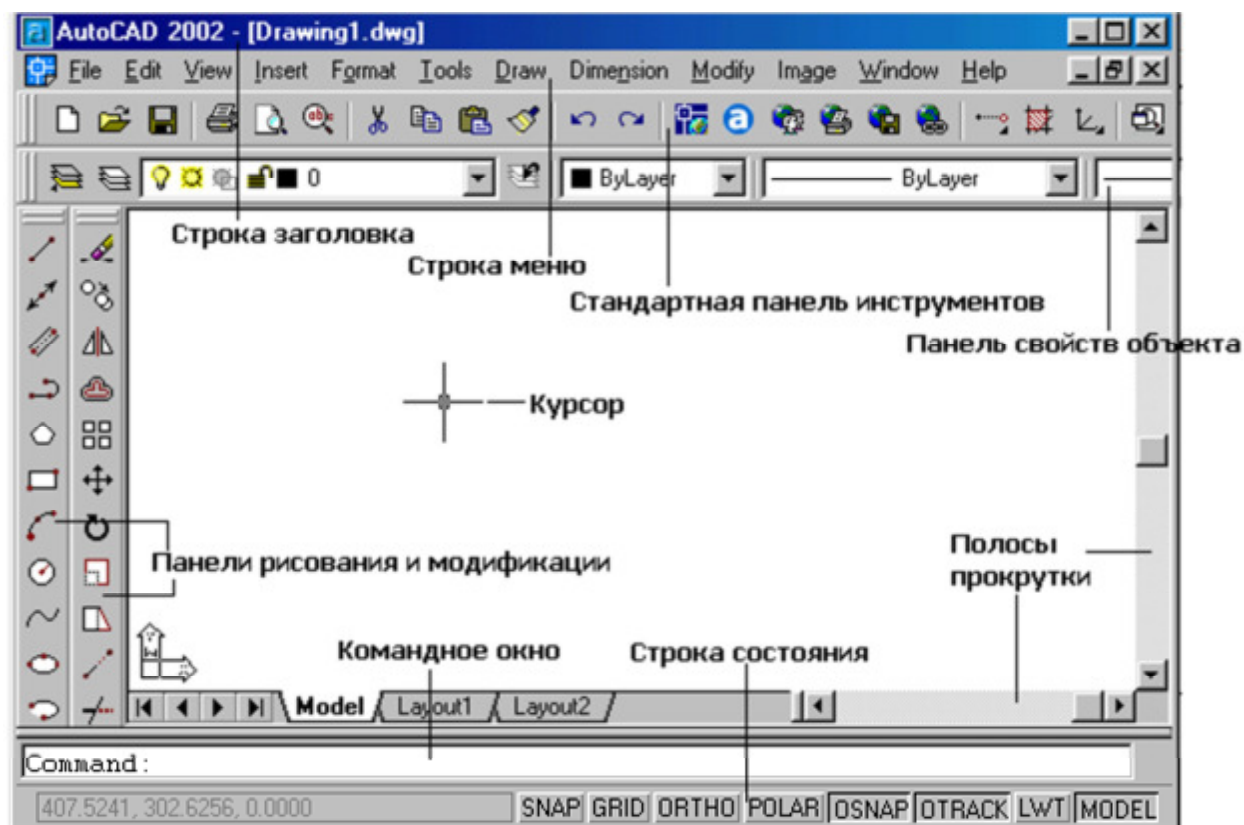 AutoCAD 2002 - [Drawing1.dwg]
File Edit View Insert Format Tools Draw Dimension Modify Image Window Help
0 ByLayer ByLayer
Строка заголовка
Строка меню
Стандартная панель инструментов
Панель свойств объекта
Курсор
Панели рисования и модификации
Полосы
прокрутки
Командное окно
Строка состояния
Model Layout1 Layout2
Command:
407.5241, 302.6256, 0.0000 SNAP GRID ORTHO POLAR OSNAP OTRACK LWT MODEL